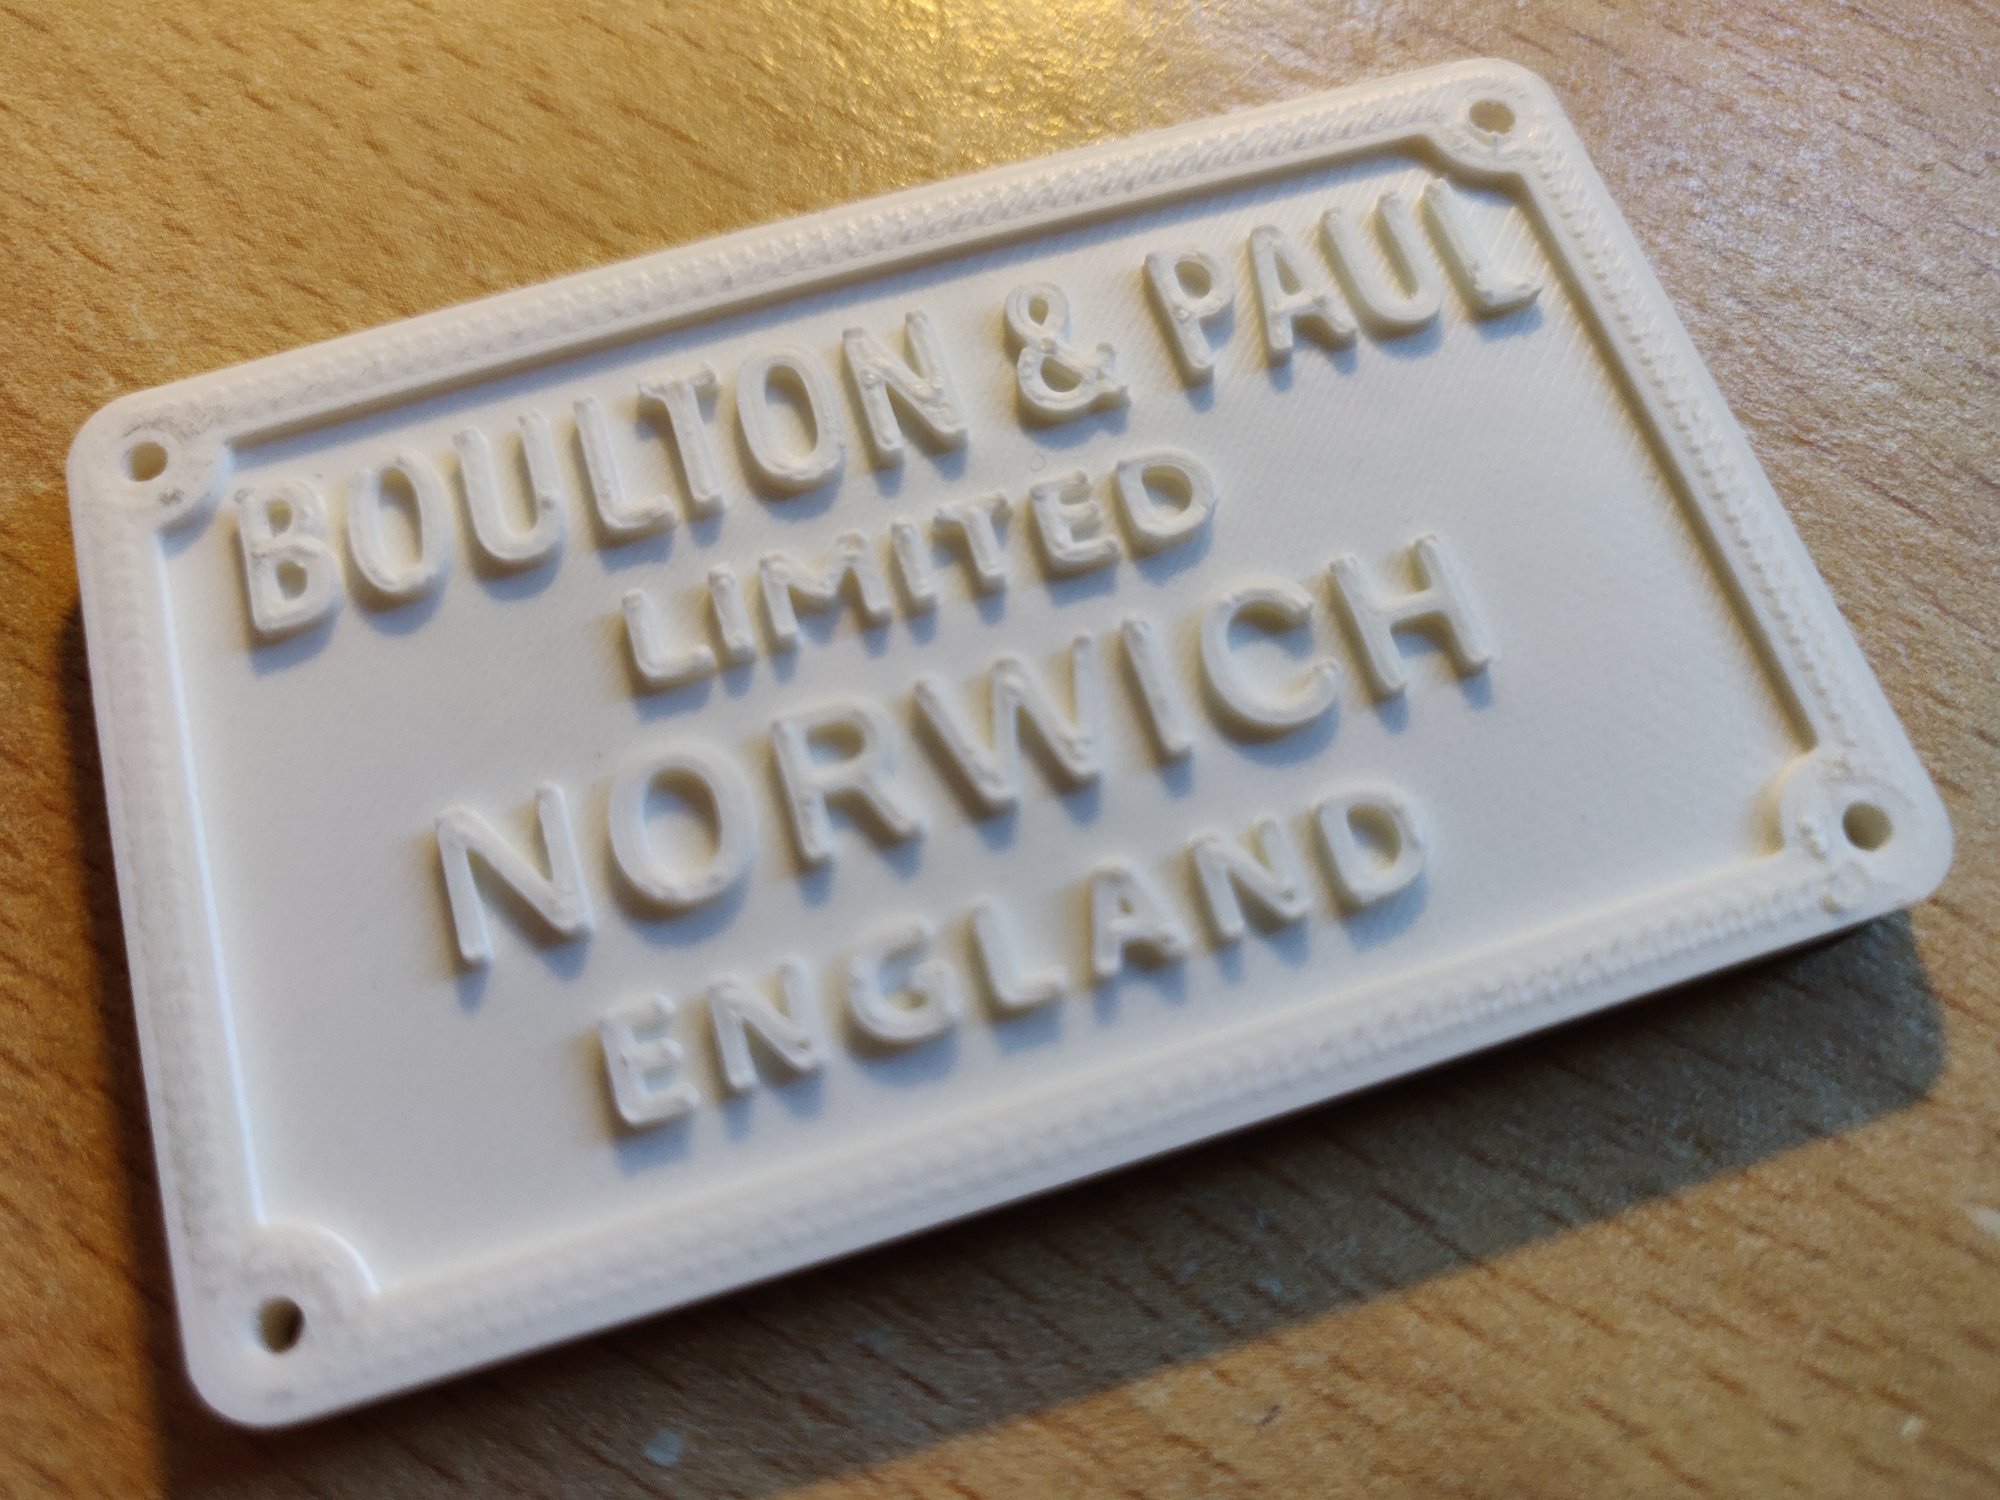 BOULTON & PAUL
LIMITED
NORWICH
ENGLAND